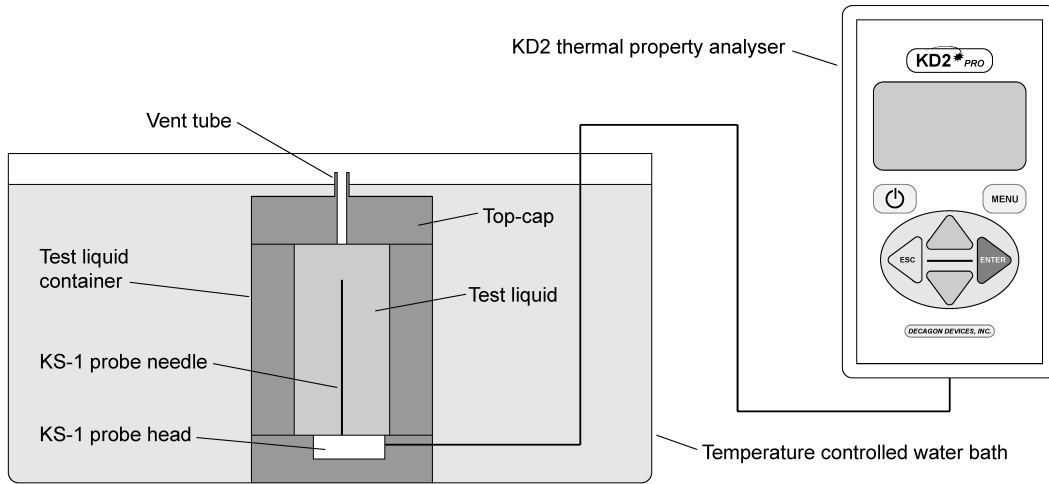 KD2 thermal property analyser
KD2 PRO
Vent tube
MENU
Top-cap
Test liquid
container
ESC
ENTER
Test liquid
DECAGON DEVICES, INC.
KS-1 probe needle
KS-1 probe head
Temperature controlled water bath